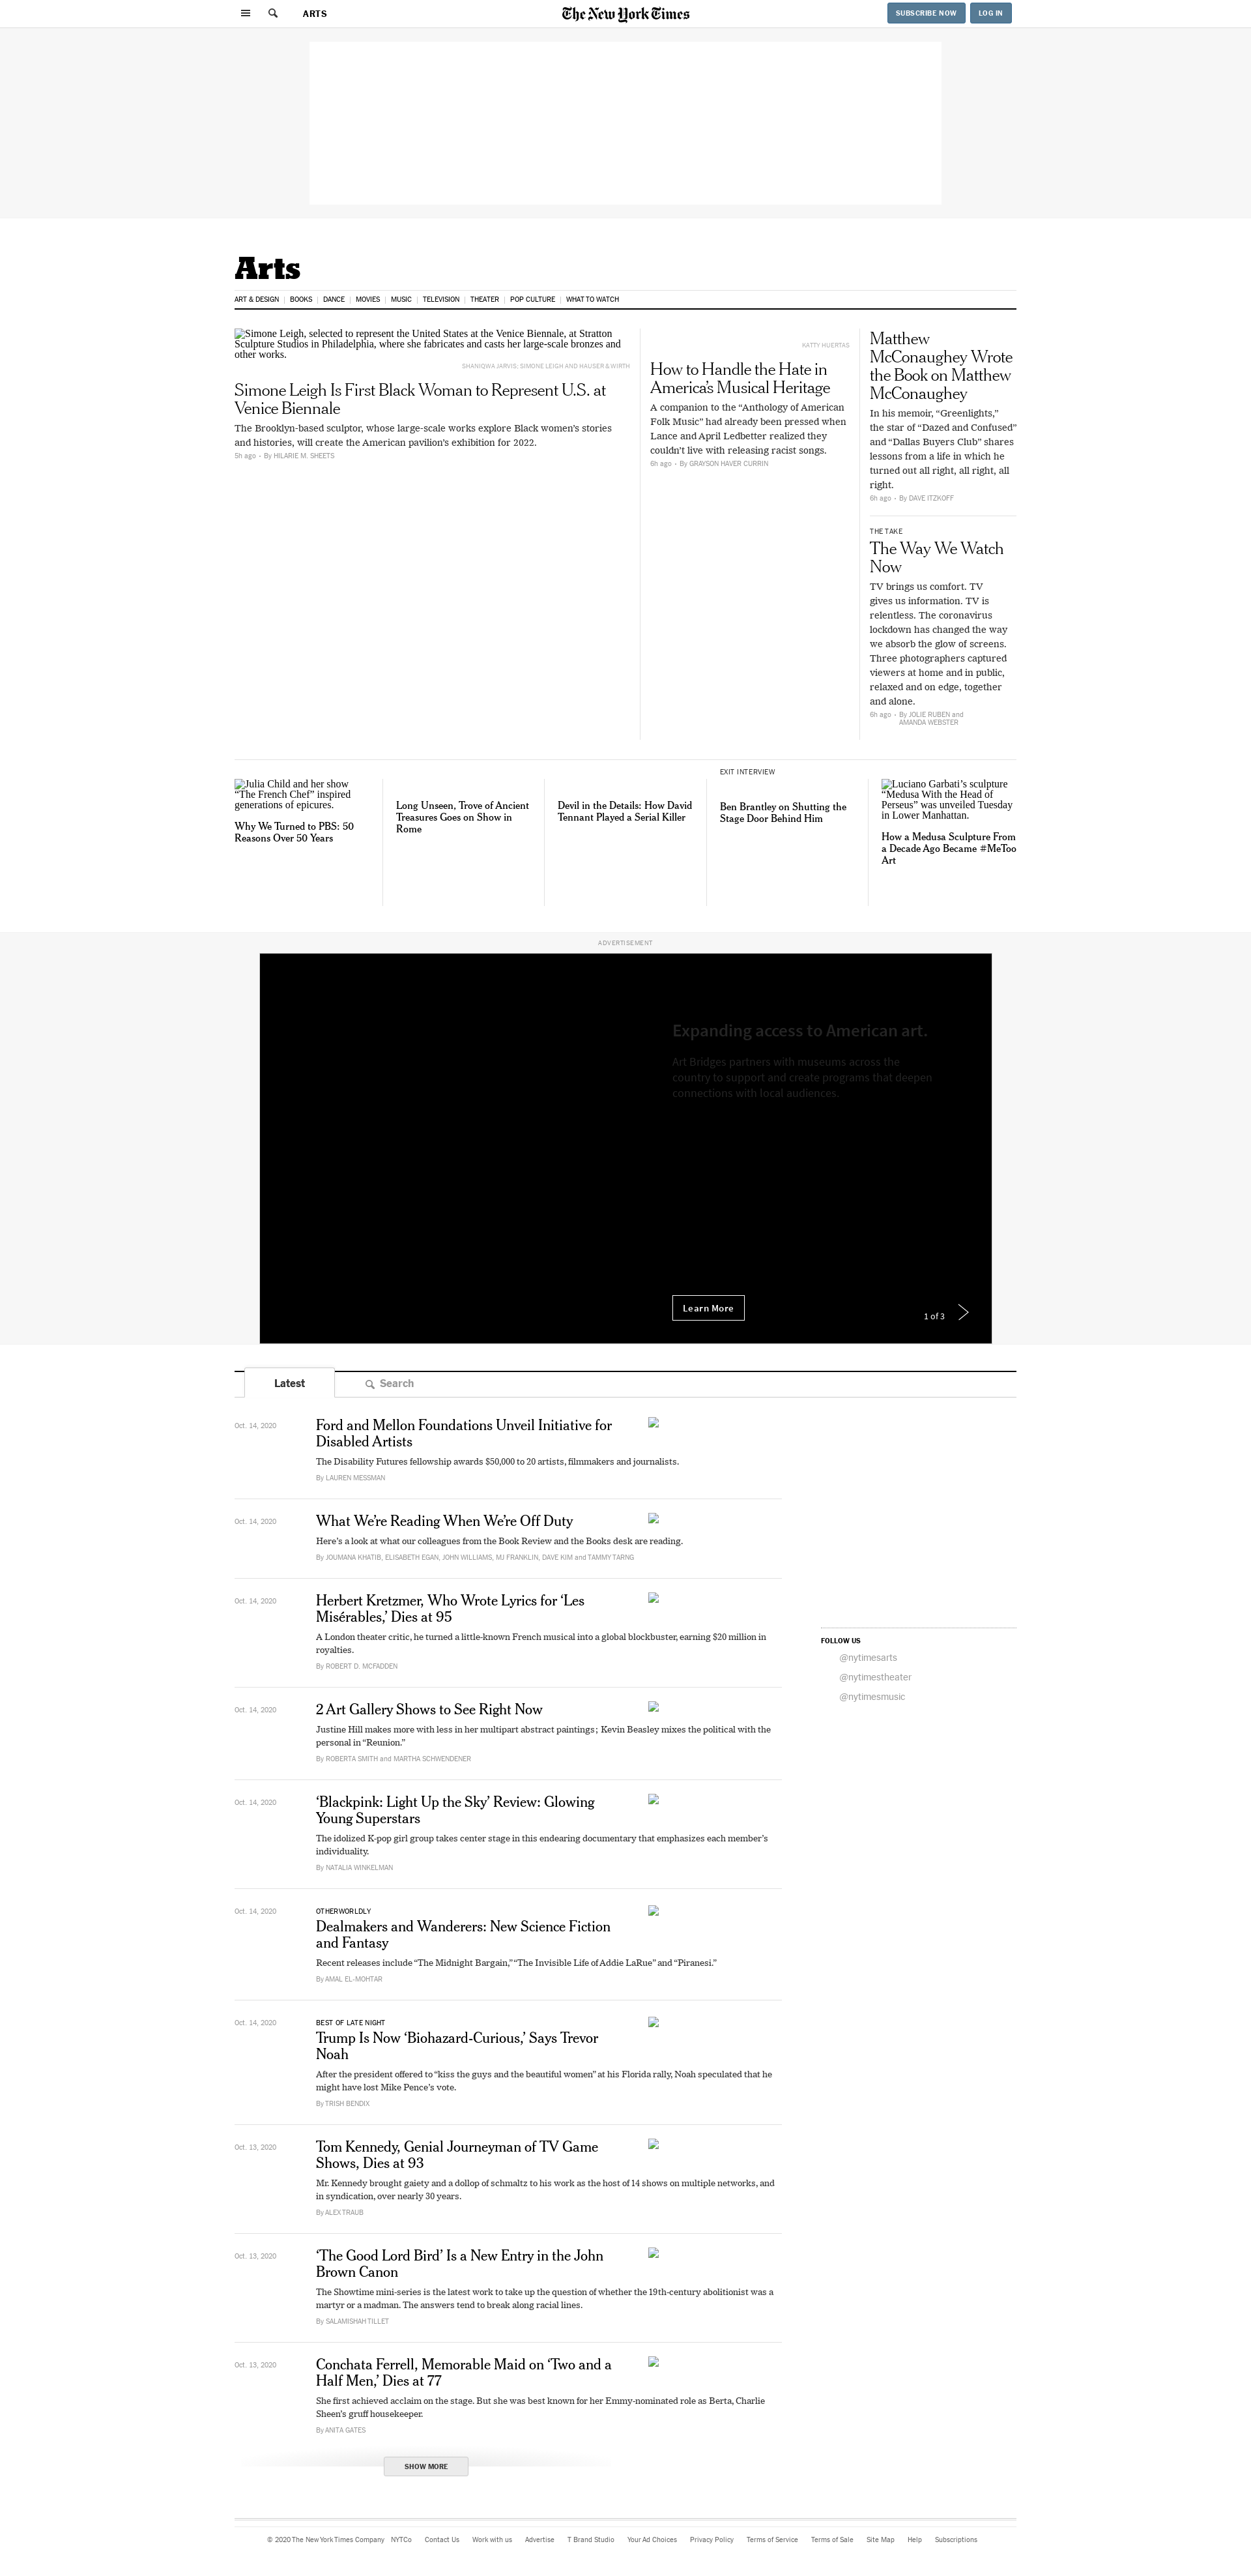 ARTS
The New York Times
SUBSCRIBE NOW
LOG IN
Arts
ART & DESIGN
BOOKS
DANCE
MOVIES
MUSIC
TELEVISION
THEATER
POP CULTURE
WHAT TO WATCH
Simone Leigh, selected to represent the United States at the Venice Biennale, at Stratton
Sculpture Studios in Philadelphia, where she fabricates and casts her large-scale bronzes and
other works.
SHANIQWA JARVIS; SIMONE LEIGH AND HAUSER & WIRTH
Simone Leigh Is First Black Woman to Represent U.S. at
Venice Biennale
The Brooklyn-based sculptor, whose large-scale works explore Black women's stories
and histories, will create the American pavilion's exhibition for 2022.
5h ago • By HILARIE M. SHEETS
KATTY HUERTAS
How to Handle the Hate in
America's Musical Heritage
A companion to the “Anthology of American
Folk Music” had already been pressed when
Lance and April Ledbetter realized they
couldn't live with releasing racist songs.
6h ago • By GRAYSON HAVER CURRIN
Matthew
McConaughey Wrote
the Book on Matthew
McConaughey
In his memoir, “Greenlights,”
the star of “Dazed and Confused”
and “Dallas Buyers Club” shares
lessons from a life in which he
turned out all right, all right, all
right.
6h ago • By DAVE ITZKOFF
THE TAKE
The Way We Watch
Now
TV brings us comfort. TV
gives us information. TV is
relentless. The coronavirus
lockdown has changed the way
we absorb the glow of screens.
Three photographers captured
viewers at home and in public,
relaxed and on edge, together
and alone.
6h ago • By JOLIE RUBEN and
AMANDA WEBSTER
Julia Child and her show
“The French Chef” inspired
generations of epicures.
Why We Turned to PBS: 50
Reasons Over 50 Years
Long Unseen, Trove of Ancient
Treasures Goes on Show in
Rome
Devil in the Details: How David
Tennant Played a Serial Killer
EXIT INTERVIEW
Ben Brantley on Shutting the
Stage Door Behind Him
Luciano Garbati's sculpture
“Medusa With the Head of
Perseus” was unveiled Tuesday
in Lower Manhattan.
How a Medusa Sculpture From
a Decade Ago Became #MeToo
Art
ADVERTISEMENT
Expanding access to American art.
Art Bridges partners with museums across the
country to support and create programs that deepen
connections with local audiences.
Learn More
1 of 3
Latest
Search
Oct. 14, 2020
Ford and Mellon Foundations Unveil Initiative for
Disabled Artists
The Disability Futures fellowship awards $50,000 to 20 artists, filmmakers and journalists.
By LAUREN MESSMAN
Oct. 14, 2020
What We're Reading When We're Off Duty
Here's a look at what our colleagues from the Book Review and the Books desk are reading.
By JOUMANA KHATIB, ELISABETH EGAN, JOHN WILLIAMS, MJ FRANKLIN, DAVE KIM and TAMMY TARNG
Oct. 14, 2020
Herbert Kretzmer, Who Wrote Lyrics for ‘Les
Misérables,’ Dies at 95
A London theater critic, he turned a little-known French musical into a global blockbuster, earning $20 million in
royalties.
By ROBERT D. MCFADDEN
Oct. 14, 2020
2 Art Gallery Shows to See Right Now
Justine Hill makes more with less in her multipart abstract paintings; Kevin Beasley mixes the political with the
personal in “Reunion.”
By ROBERTA SMITH and MARTHA SCHWENDENER
Oct. 14, 2020
‘Blackpink: Light Up the Sky’ Review: Glowing
Young Superstars
The idolized K-pop girl group takes center stage in this endearing documentary that emphasizes each member's
individuality.
By NATALIA WINKELMAN
Oct. 14, 2020
OTHERWORLDLY
Dealmakers and Wanderers: New Science Fiction
and Fantasy
Recent releases include “The Midnight Bargain,” “The Invisible Life of Addie LaRue” and “Piranesi.”
By AMAL EL-MOHTAR
Oct. 14, 2020
BEST OF LATE NIGHT
Trump Is Now ‘Biohazard-Curious,’ Says Trevor
Noah
After the president offered to “kiss the guys and the beautiful women” at his Florida rally, Noah speculated that he
might have lost Mike Pence's vote.
By TRISH BENDIX
Oct. 13, 2020
Tom Kennedy, Genial Journeyman of TV Game
Shows, Dies at 93
Mr. Kennedy brought gaiety and a dollop of schmaltz to his work as the host of 14 shows on multiple networks, and
in syndication, over nearly 30 years.
By ALEX TRAUB
Oct. 13, 2020
‘The Good Lord Bird’ Is a New Entry in the John
Brown Canon
The Showtime mini-series is the latest work to take up the question of whether the 19th-century abolitionist was a
martyr or a madman. The answers tend to break along racial lines.
By SALAMISHAH TILLET
Oct. 13, 2020
Conchata Ferrell, Memorable Maid on ‘Two and a
Half Men,’ Dies at 77
She first achieved acclaim on the stage. But she was best known for her Emmy-nominated role as Berta, Charlie
Sheen's gruff housekeeper.
By ANITA GATES
SHOW MORE
FOLLOW US
@nytimesarts
@nytimestheater
@nytimesmusic
© 2020 The New York Times Company NYTCo Contact Us Work with us Advertise T Brand Studio Your Ad Choices Privacy Policy Terms of Service Terms of Sale Site Map Help Subscriptions